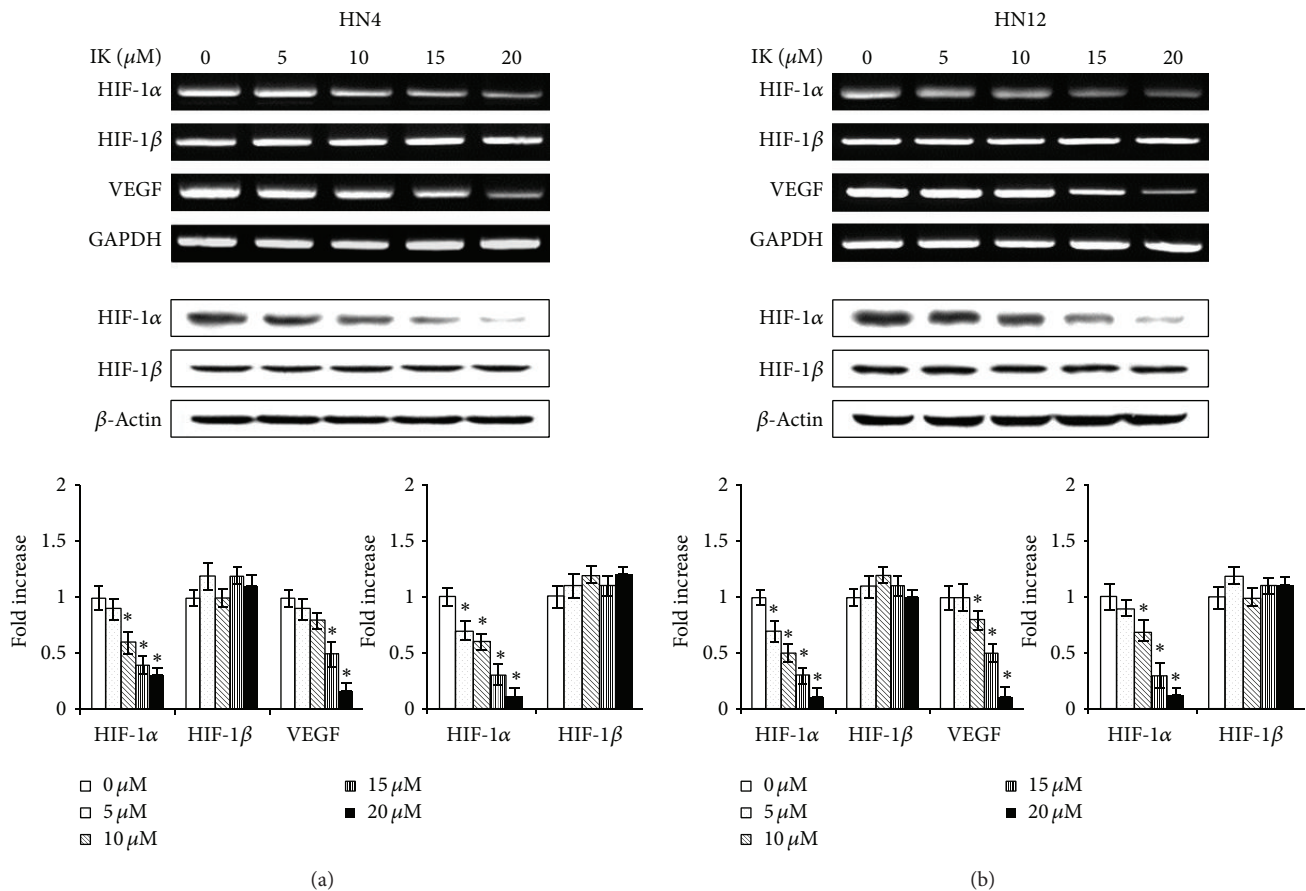 HN4
IK (μM) 0 5 10 15 20
HIF-1α
HIF-1β
VEGF
GAPDH
HIF-1α
HIF-1β
β-Actin
2
1.5
1
0.5
0
Fold increase
* * *
* *
HIF-1α HIF-1β VEGF
2
1.5
1
0.5
0
Fold increase
* * * *
HIF-1α HIF-1β
0 μM
5 μM
10 μM
15 μM
20 μM
(a)
HN12
IK (μM) 0 5 10 15 20
HIF-1α
HIF-1β
VEGF
GAPDH
HIF-1α
HIF-1β
β-Actin
2
1.5
1
0.5
0
Fold increase
* * * *
* * *
HIF-1α HIF-1β VEGF
2
1.5
1
0.5
0
Fold increase
* * *
HIF-1α HIF-1β
0 μM
5 μM
10 μM
15 μM
20 μM
(b)